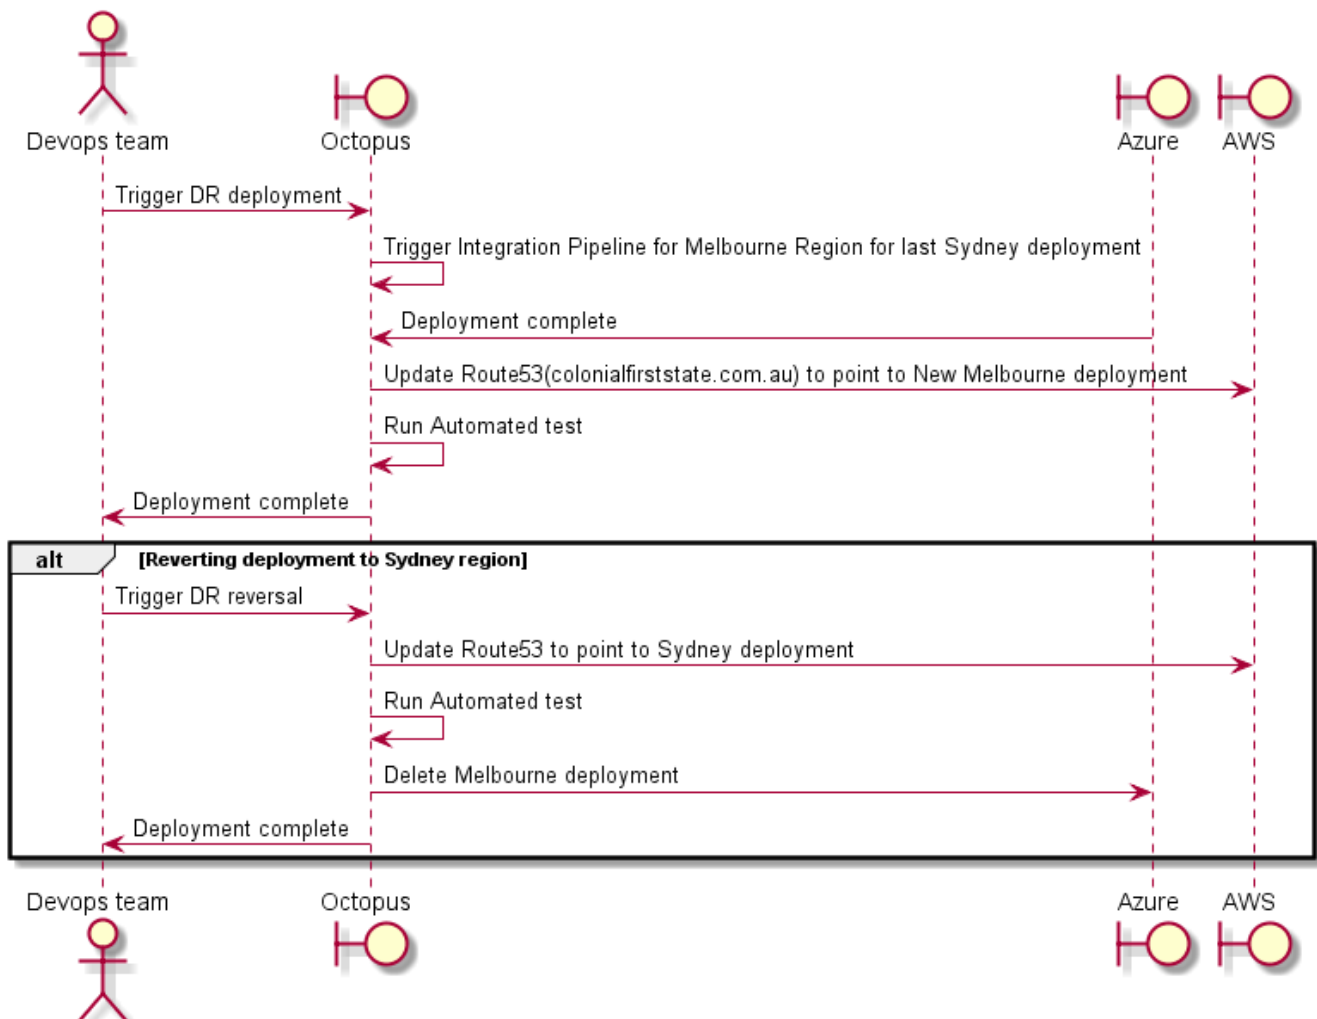 Devops team
Octopus
Azure
AWS
Trigger DR deployment
Trigger Integration Pipeline for Melbourne Region for last Sydney deployment
Deployment complete
Update Route53(colonialfirststate.com.au) to point to New Melbourne deployment
Run Automated test
Deployment complete
alt
[Reverting deployment to Sydney region]
Trigger DR reversal
Update Route53 to point to Sydney deployment
Run Automated test
Delete Melbourne deployment
Deployment complete
Devops team
Octopus
Azure
AWS